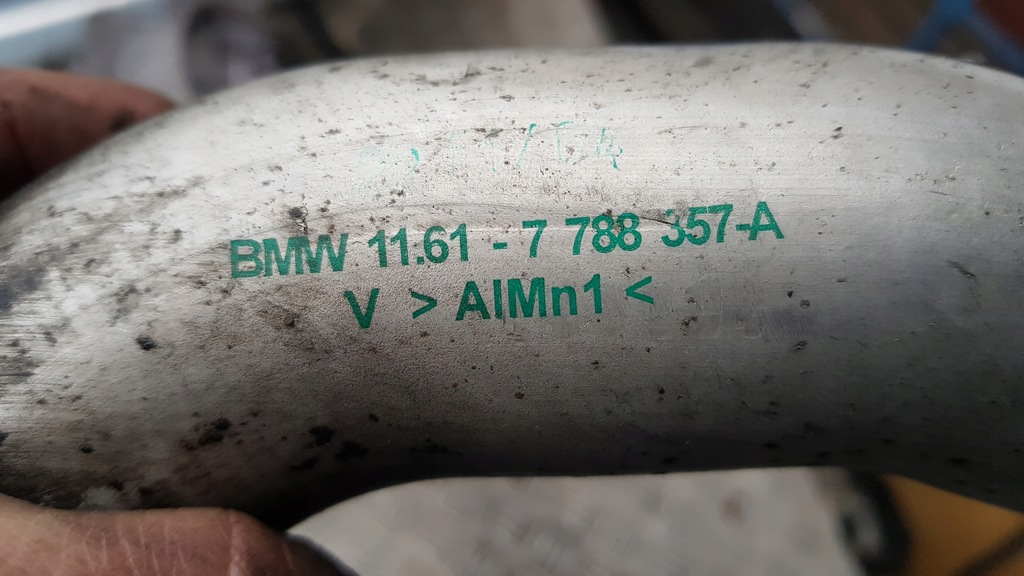 BMW 11.61 - 7 788 357-A
V > AlMn1 <